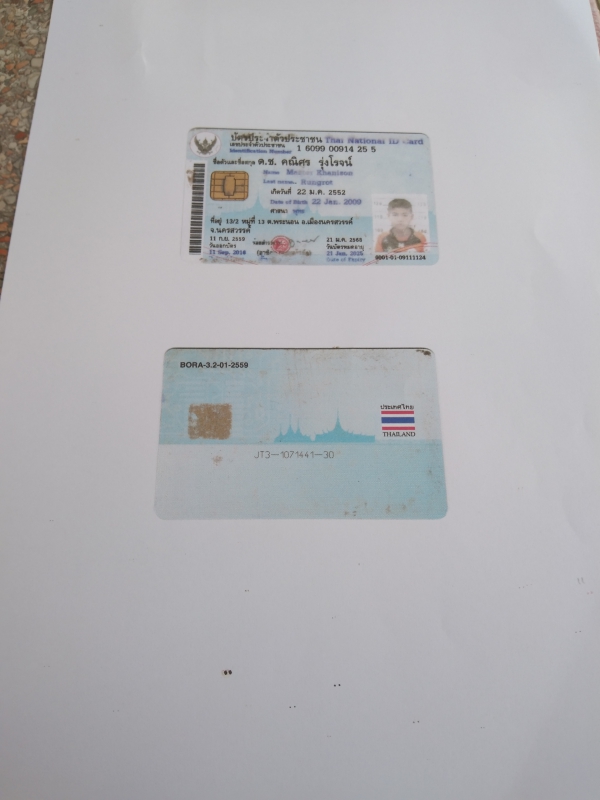 บัตรประจำตัวประชาชน Thai National ID Card
เลขประจำตัวประชาชน 1 6099 00914 25 5
Identification Number
ชื่อตัวและชื่อสกุล ด.ช. คณิศร รุ่งโรจน์
Name
Last name Rungrot
เกิดวันที่ 22 ม.ค. 2552
Date of Birth 22 Jan. 2009
ศาสนา พุทธ
ที่อยู่ 13/2 หมู่ที่ 13 ต.พระนอน อ.เมืองนครสวรรค์
จ.นครสวรรค์
11 ก.ย. 2559 21 ม.ค. 2568
วันออกบัตร วันบัตรหมดอายุ
11 Sep. 2016 21 Jan. 2025
Date of Expiry
6001-01-09111124
BORA-3.2-01-2559
ประเทศไทย
THAILAND
JT3-1071441-30